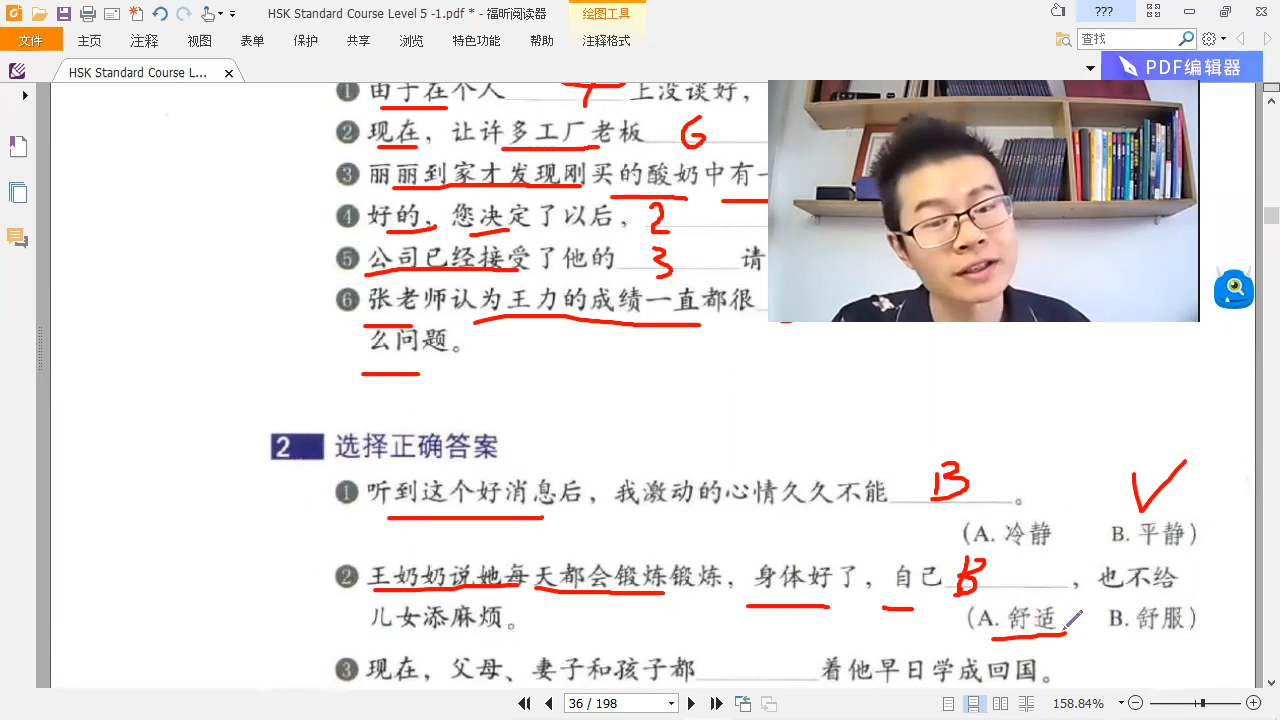 HSK Standard Course Level 5 -1.pdf * - 福昕阅读器
绘图工具
???
文件 主页 注释 视图 表单 保护 共享 浏览 特色功能 帮助 注释格式
查找
HSK Standard Course L...
PDF编辑器
1 由于在个人 4 上没谈好，
2 现在，让许多工厂老板 6
3 丽丽到家才发现刚买的酸奶中有一
4 好的，您决定了以后， 2
5 公司已经接受了他的 3 请
6 张老师认为王力的成绩一直都很
么问题。
2 选择正确答案
1 听到这个好消息后，我激动的心情久久不能 B 。
(A. 冷静 B. 平静)
2 王奶奶说她每天都会锻炼锻炼，身体好了，自己 B ，也不给
儿女添麻烦。
(A. 舒适 B. 舒服)
3 现在，父母、妻子和孩子都______着他早日学成回国。
36 / 198
158.84%